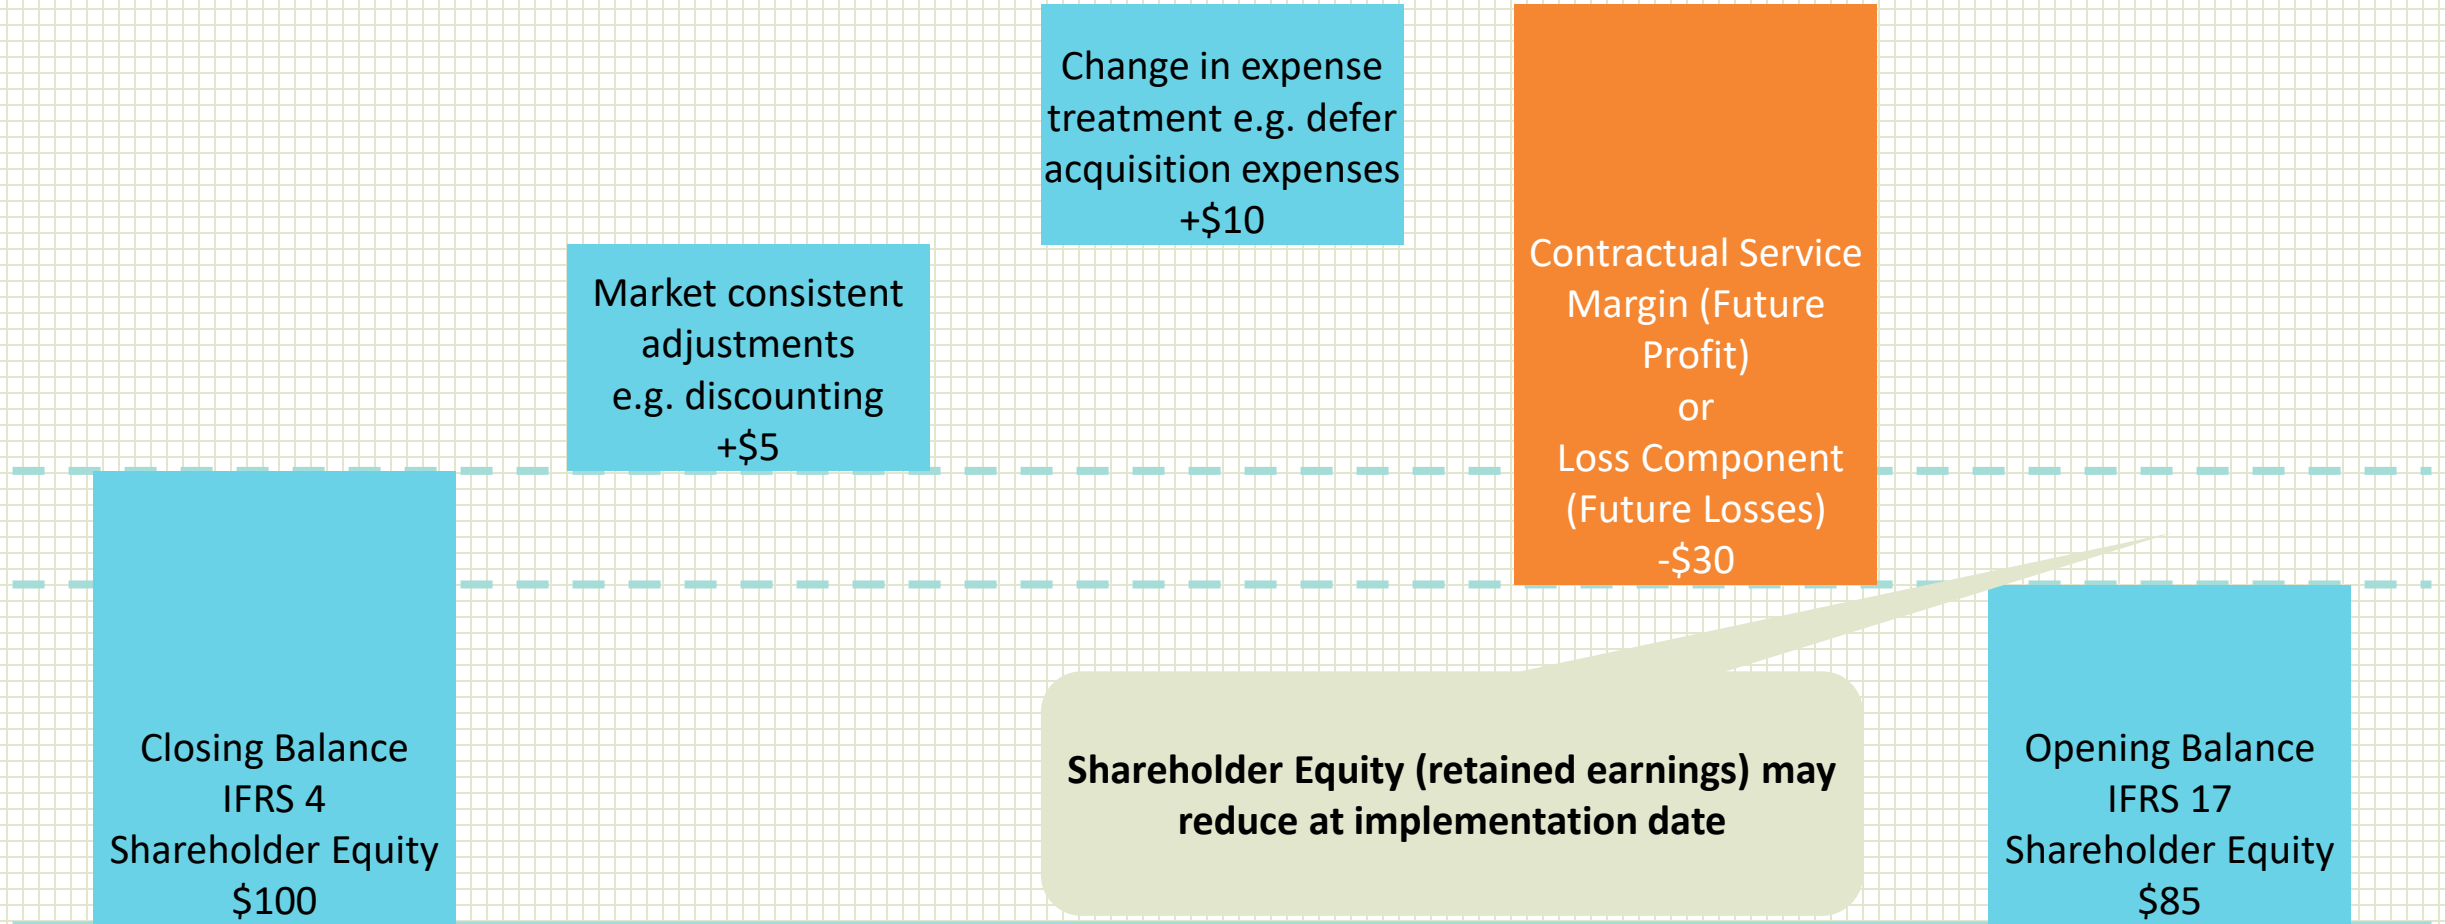 Change in expense
treatment e.g. defer
acquisition expenses
+$10
Contractual Service
Margin (Future
Profit)
or
Loss Component
(Future Losses)
-$30
Market consistent
adjustments
e.g. discounting
+$5
Closing Balance
IFRS 4
Shareholder Equity
$100
Shareholder Equity (retained earnings) may
reduce at implementation date
Opening Balance
IFRS 17
Shareholder Equity
$85